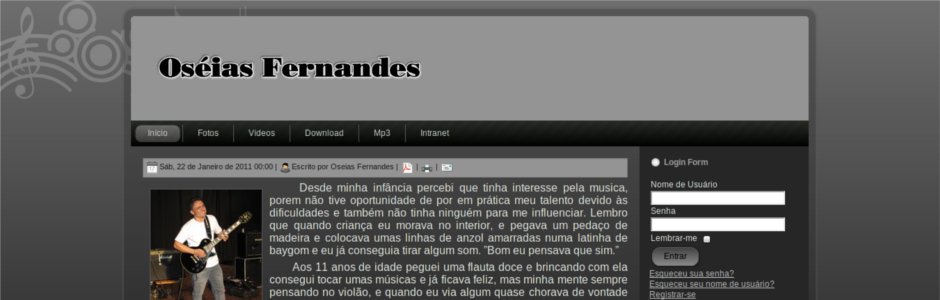 Oséias Fernandes
Início Fotos Vídeos Download Mp3 Intranet
Sáb, 22 de Janeiro de 2011 00:00 | Escrito por Oseias Fernandes | | |
Desde minha infância percebi que tinha interesse pela musica,
porem não tive oportunidade de por em prática meu talento devido às
dificuldades e também não tinha ninguém para me influenciar. Lembro
que quando criança eu morava no interior, e pegava um pedaço de
madeira e colocava umas linhas de anzol amarradas numa latinha de
baygom e eu já conseguia tirar algum som. "Bom eu pensava que sim."
Aos 11 anos de idade peguei uma flauta doce e brincando com ela
consegui tocar umas músicas e já ficava feliz, mas minha mente sempre
pensando no violão, e quando eu via algum quase chorava de vontade
Login Form
Nome de Usuário
Senha
Lembrar-me
Entrar
Esqueceu sua senha?
Esqueceu seu nome de usuário?
Registrar-se